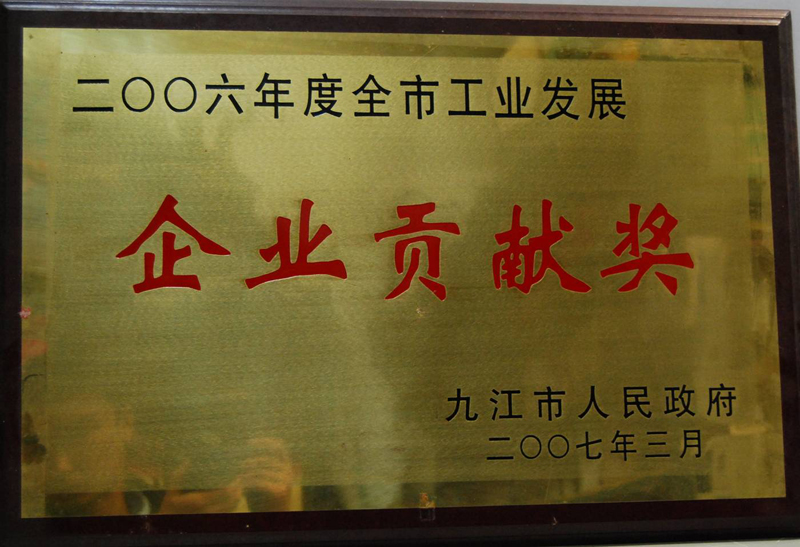 二〇〇六年度全市工业发展
企业贡献奖
九江市人民政府
二〇〇七年三月